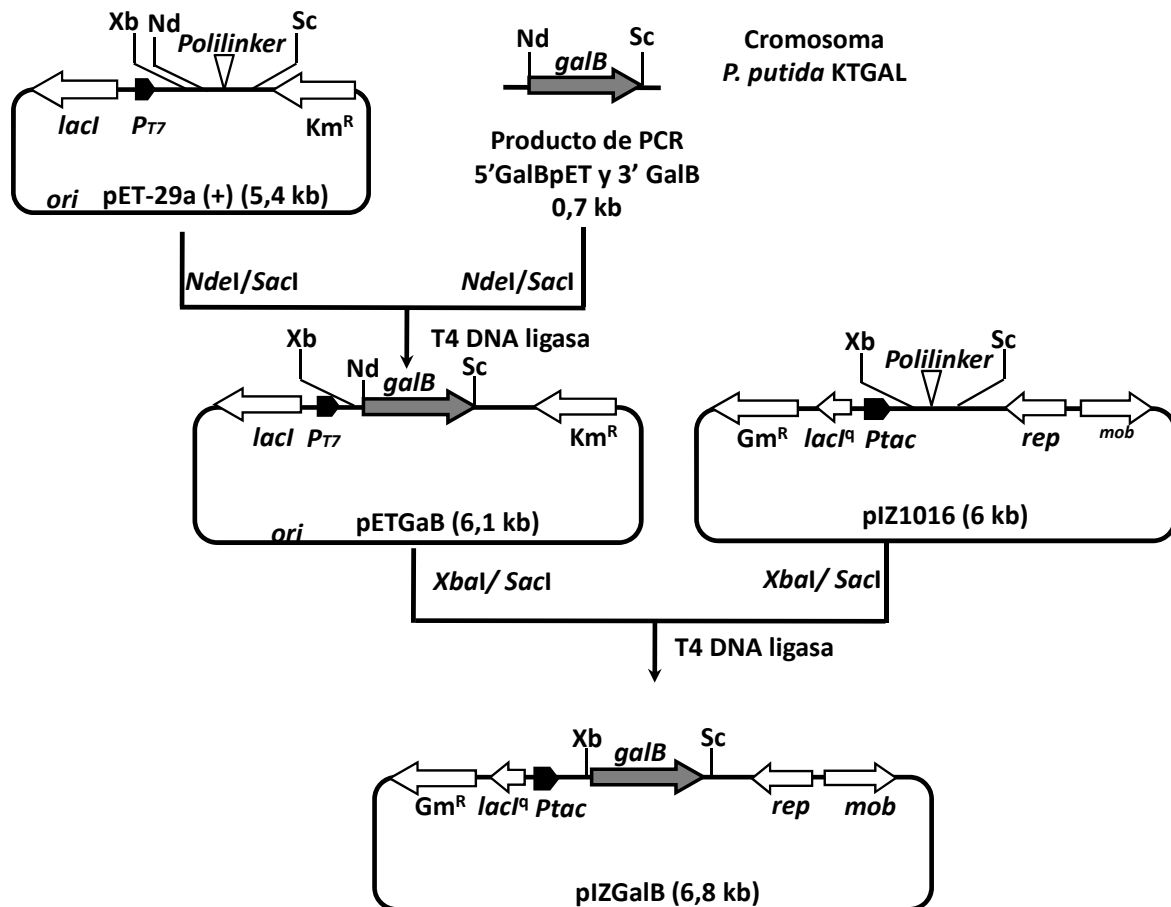 Xb Nd Polilinker Sc
lacI PT7 KmR
ori pET-29a (+) (5,4 kb)
Nd galB Sc
Cromosoma
P. putida KTGAL
Producto de PCR
5'GalBpET y 3' GalB
0,7 kb
NdeI/SacI NdeI/SacI
T4 DNA ligasa
Xb Nd galB Sc
lacI PT7 KmR
ori pETGaB (6,1 kb)
Xb Polilinker Sc
GmR lacIq Ptac rep mob
pIZ1016 (6 kb)
XbaI/ SacI XbaI/ SacI
T4 DNA ligasa
Xb galB Sc
GmR lacIq Ptac rep mob
pIZGalB (6,8 kb)